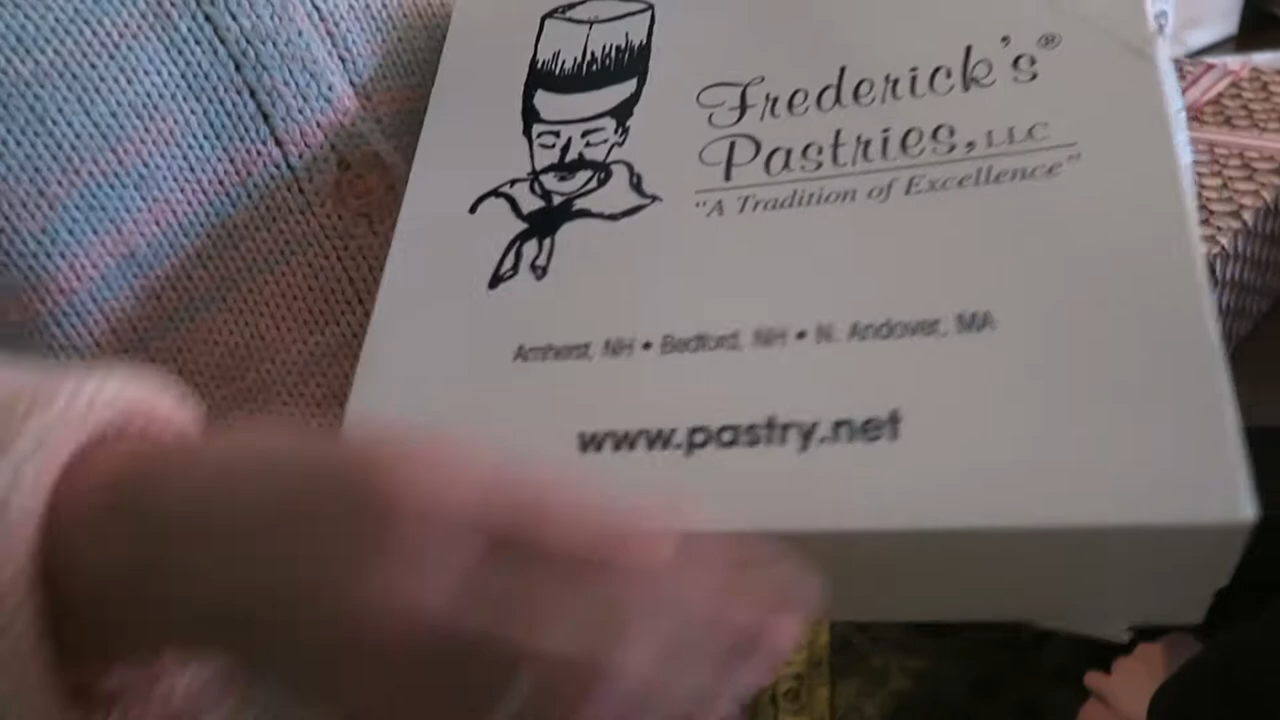 Frederick's®
Pastries, LLC
"A Tradition of Excellence"
Amherst, NH • Bedford, NH • N. Andover, MA
www.pastry.net